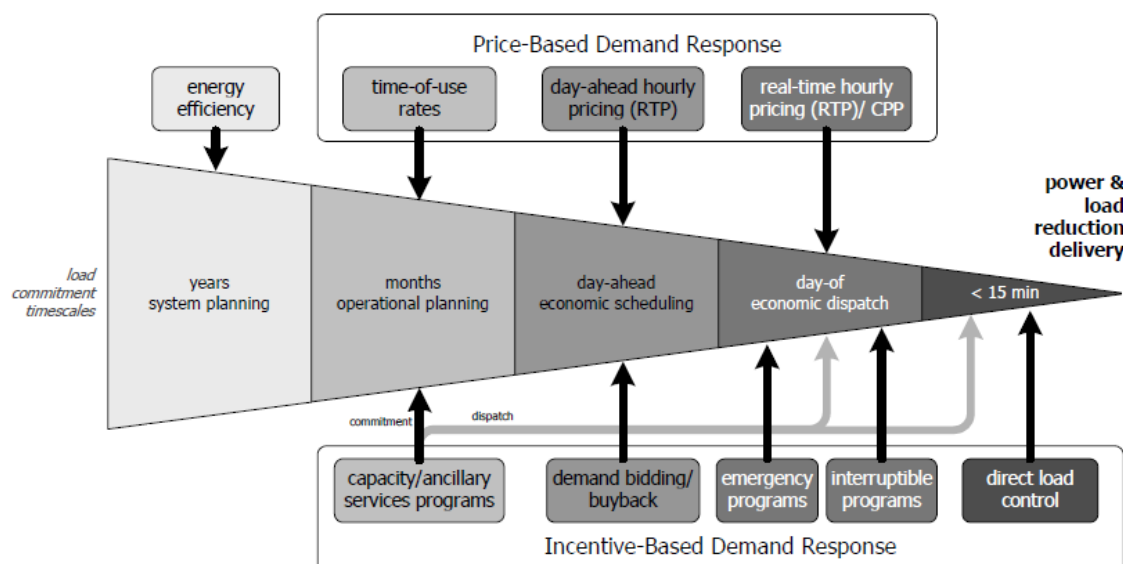 Price-Based Demand Response
energy
efficiency
time-of-use
rates
day-ahead hourly
pricing (RTP)
real-time hourly
pricing (RTP)/ CPP
power &
load
reduction
delivery
load
commitment
timescales
years
system planning
months
operational planning
day-ahead
economic scheduling
day-of
economic dispatch
< 15 min
commitment
dispatch
capacity/ancillary
services programs
demand bidding/
buyback
emergency
programs
interruptible
programs
direct load
control
Incentive-Based Demand Response